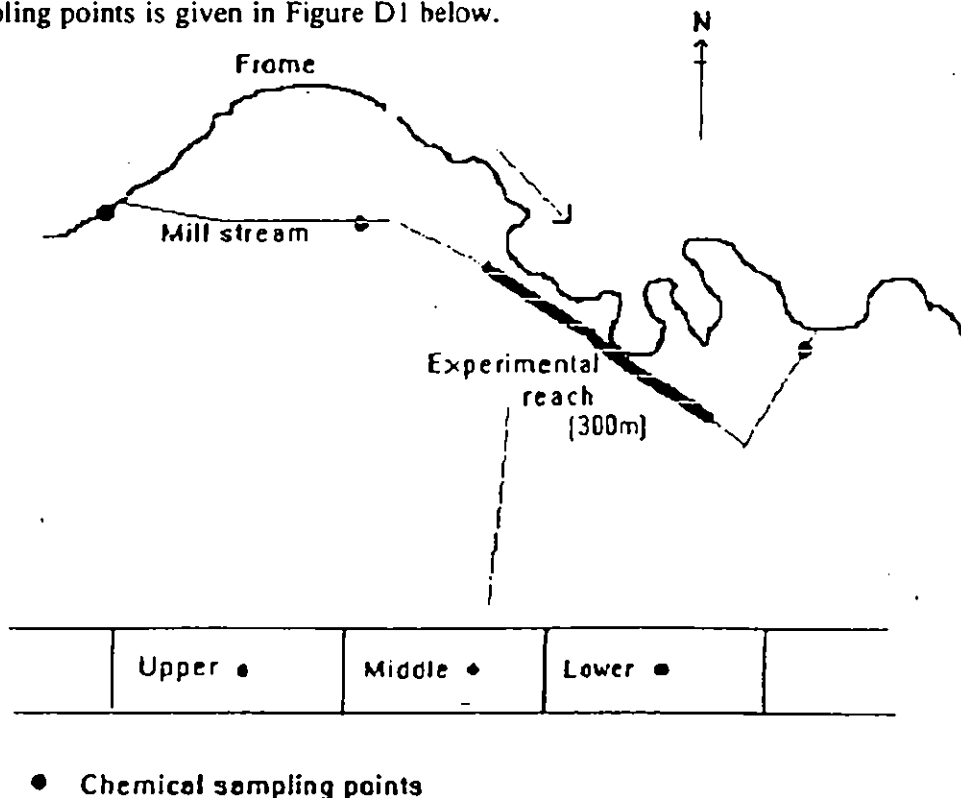 pling points is given in Figure D1 below.
N
Frome
Mill stream
Experimental
reach
(300m)
Upper
Middle
Lower
Chemical sampling points